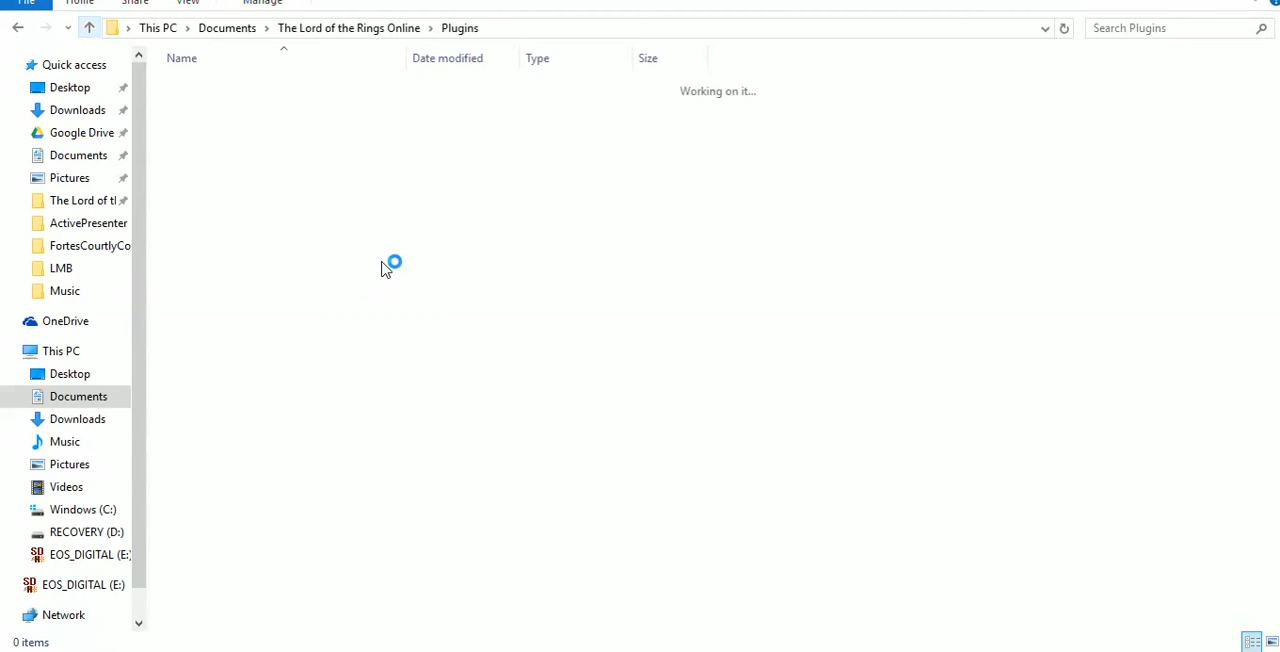 File Home Share View Manage
This PC Documents The Lord of the Rings Online Plugins Search Plugins
Name Date modified Type Size
Working on it...
Quick access
Desktop
Downloads
Google Drive
Documents
Pictures
The Lord of tl
ActivePresenter
FortesCourtlyCo
LMB
Music
OneDrive
This PC
Desktop
Documents
Downloads
Music
Pictures
Videos
Windows (C:)
RECOVERY (D:)
EOS_DIGITAL (E:)
EOS_DIGITAL (E:)
Network
0 items